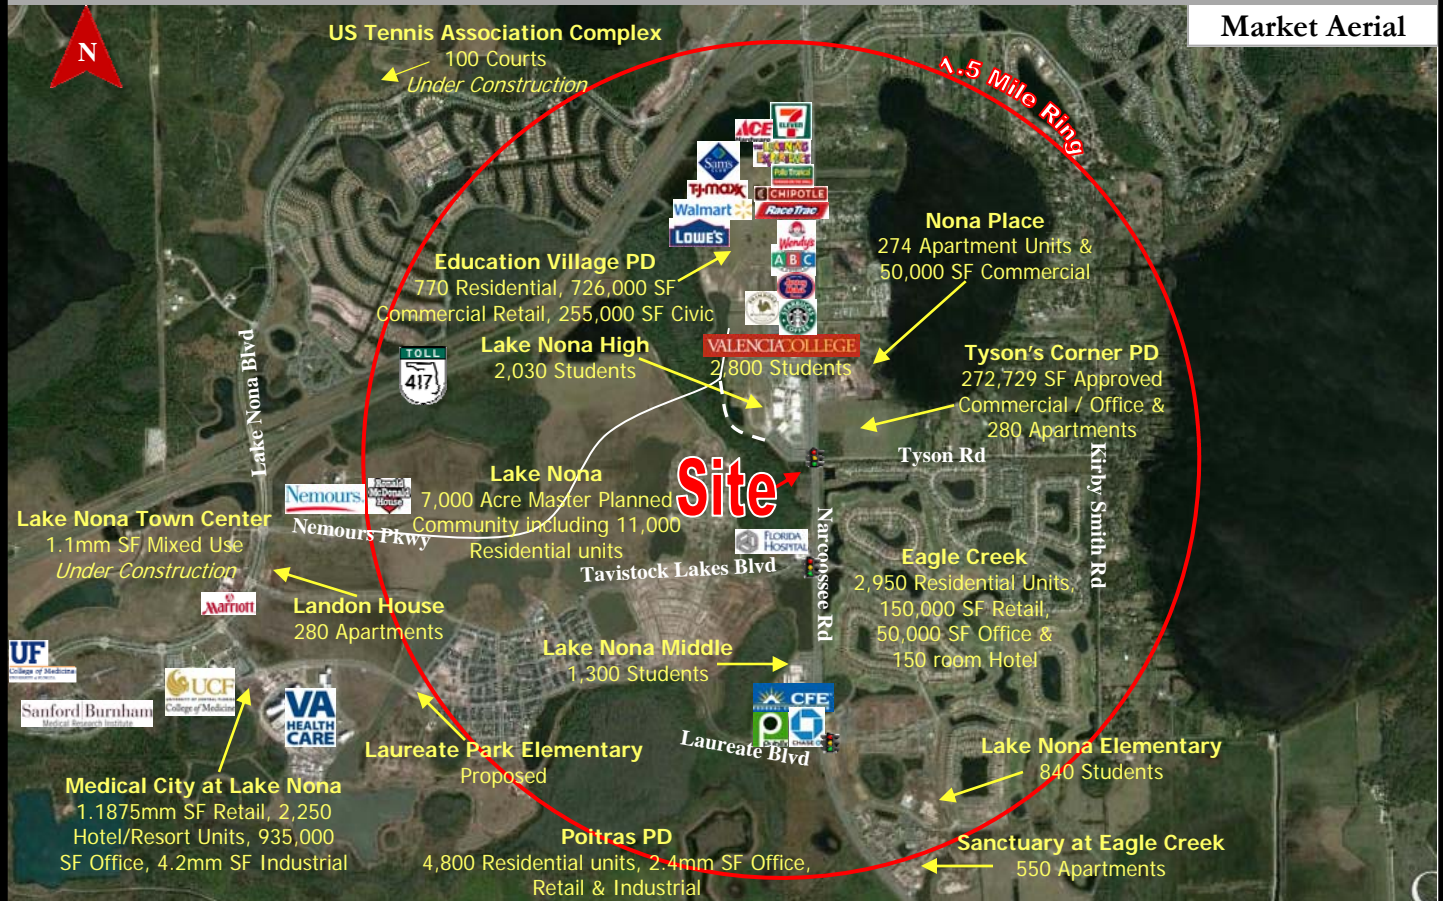 Market Aerial
N
US Tennis Association Complex
100 Courts
Under Construction
1.5 Mile Ring
ACE
Hardware
7
ELEVEN
Sam's
CLUB
Pollo Tropical
T·J·maxx
CHIPOTLE
Walmart
RaceTrac
LOWE'S
Wendy's
ABC
Nona Place
274 Apartment Units &
50,000 SF Commercial
Education Village PD
770 Residential, 726,000 SF
Commercial Retail, 255,000 SF Civic
STARBUCKS
COFFEE
VALENCIACOLLEGE
2,800 Students
Lake Nona High
2,030 Students
Tyson's Corner PD
272,729 SF Approved
Commercial / Office &
280 Apartments
TOLL
417
Lake Nona Blvd
Tyson Rd
Kirby Smith Rd
Site
Lake Nona
7,000 Acre Master Planned
Community including 11,000
Residential units
Nemours.
Ronald
McDonald
House
Nemours Pkwy
Lake Nona Town Center
1.1mm SF Mixed Use
Under Construction
FLORIDA
HOSPITAL
Narcoossee Rd
Tavistock Lakes Blvd
Eagle Creek
2,950 Residential Units,
150,000 SF Retail,
50,000 SF Office &
150 room Hotel
Marriott
Landon House
280 Apartments
Lake Nona Middle
1,300 Students
UF
College of Medicine
UCF
College of Medicine
Sanford Burnham
Medical Research Institute
VA
HEALTH
CARE
CFE
CHASE
Laureate Blvd
Laureate Park Elementary
Proposed
Lake Nona Elementary
840 Students
Medical City at Lake Nona
1.1875mm SF Retail, 2,250
Hotel/Resort Units, 935,000
SF Office, 4.2mm SF Industrial
Poitras PD
4,800 Residential units, 2.4mm SF Office,
Retail & Industrial
Sanctuary at Eagle Creek
550 Apartments